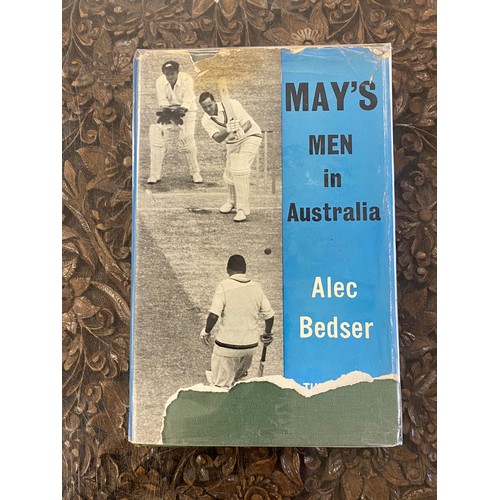 MAY'S
MEN
in
Australia
Alec
Bedser